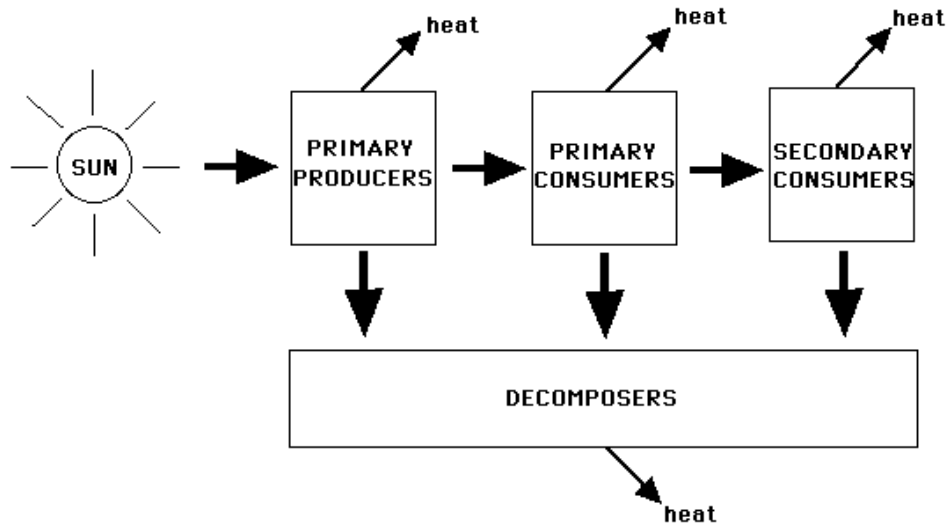 heat
heat
heat
SUN
PRIMARY
PRODUCERS
PRIMARY
CONSUMERS
SECONDARY
CONSUMERS
DECOMPOSERS
heat